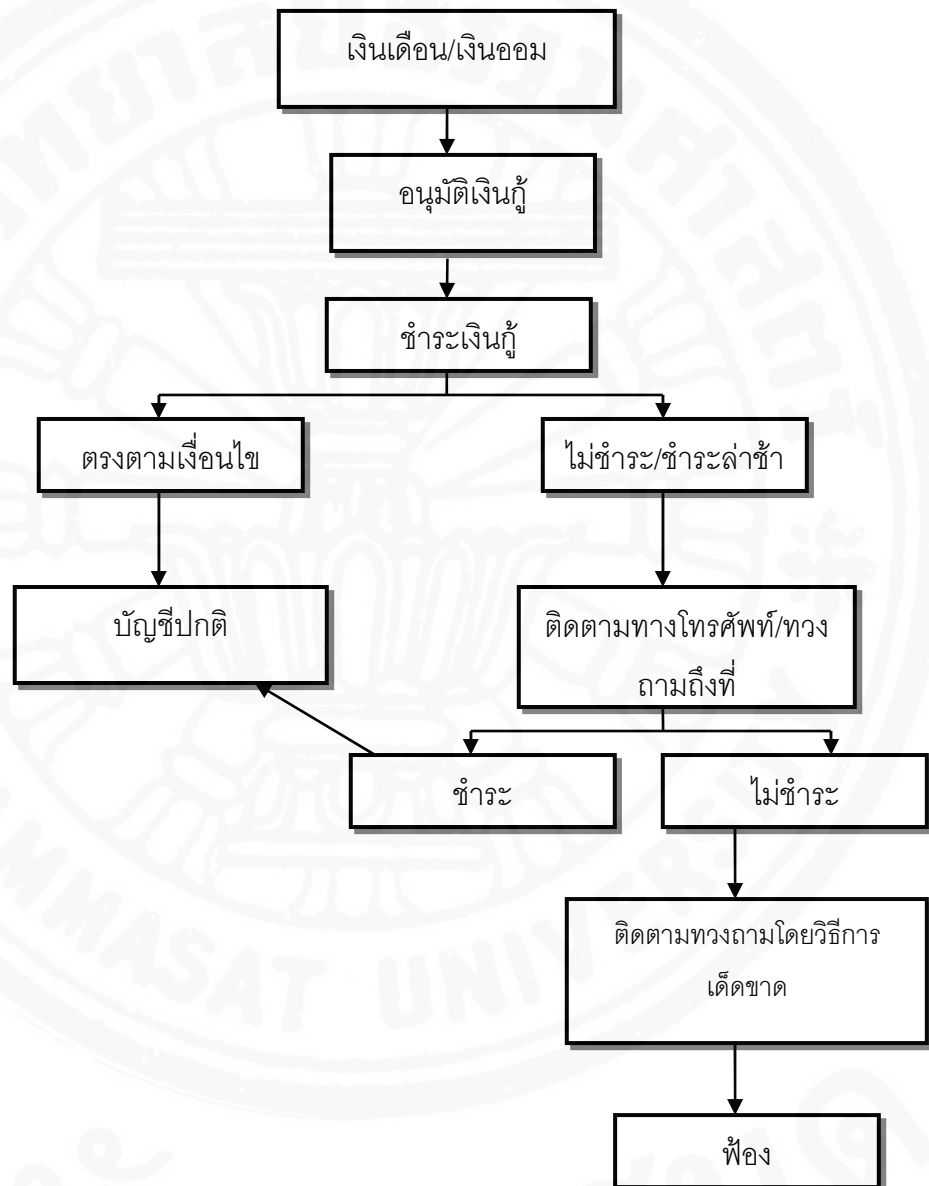 เงินเดือน/เงินออม
อนุมัติเงินกู้
ชำระเงินกู้
ตรงตามเงื่อนไข
ไม่ชำระ/ชำระล่าช้า
บัญชีปกติ
ติดตามทางโทรศัพท์/ทวง
ถามถึงที่
ชำระ
ไม่ชำระ
ติดตามทวงถามโดยวิธีการ
เด็ดขาด
ฟ้อง
MMASAT UNIVERSI